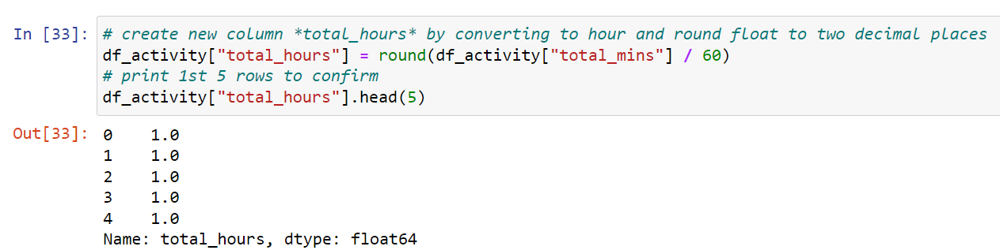 In [33]: # create new column *total_hours* by converting to hour and round float to two decimal places
df_activity["total_hours"] = round(df_activity["total_mins"] / 60)
# print 1st 5 rows to confirm
df_activity["total_hours"].head(5)
Out[33]: 0    1.0
1    1.0
2    1.0
3    1.0
4    1.0
Name: total_hours, dtype: float64